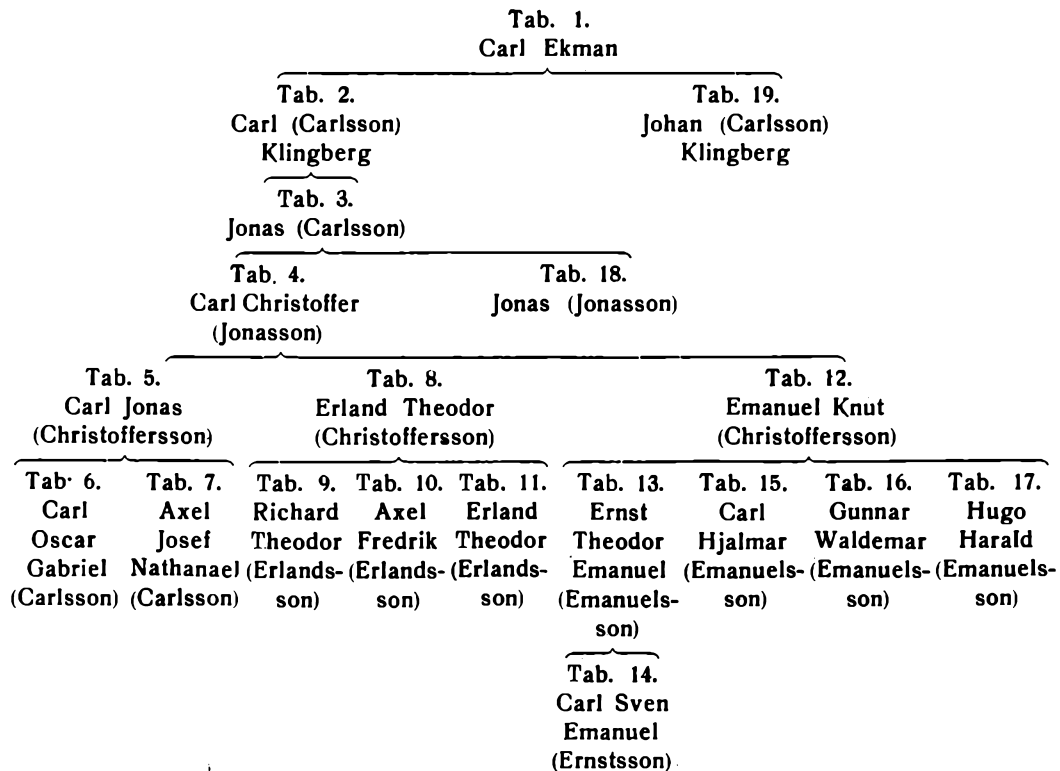 Tab. 1.
Carl Ekman
Tab. 2.
Carl (Carlsson)
Klingberg
Tab. 19.
Johan (Carlsson)
Klingberg
Tab. 3.
Jonas (Carlsson)
Tab. 4.
Carl Christoffer
(Jonasson)
Tab. 18.
Jonas (Jonasson)
Tab. 5.
Carl Jonas
(Christoffersson)
Tab. 8.
Erland Theodor
(Christoffersson)
Tab. 12.
Emanuel Knut
(Christoffersson)
Tab. 6.
Carl
Oscar
Gabriel
(Carlsson)
Tab. 7.
Axel
Josef
Nathanael
(Carlsson)
Tab. 9.
Richard
Theodor
(Erlands-
son)
Tab. 10.
Axel
Fredrik
(Erlands-
son)
Tab. 11.
Erland
Theodor
(Erlands-
son)
Tab. 13.
Ernst
Theodor
Emanuel
(Emanuels-
son)
Tab. 15.
Carl
Hjalmar
(Emanuels-
son)
Tab. 16.
Gunnar
Waldemar
(Emanuels-
son)
Tab. 17.
Hugo
Harald
(Emanuels-
son)
Tab. 14.
Carl Sven
Emanuel
(Ernstsson)